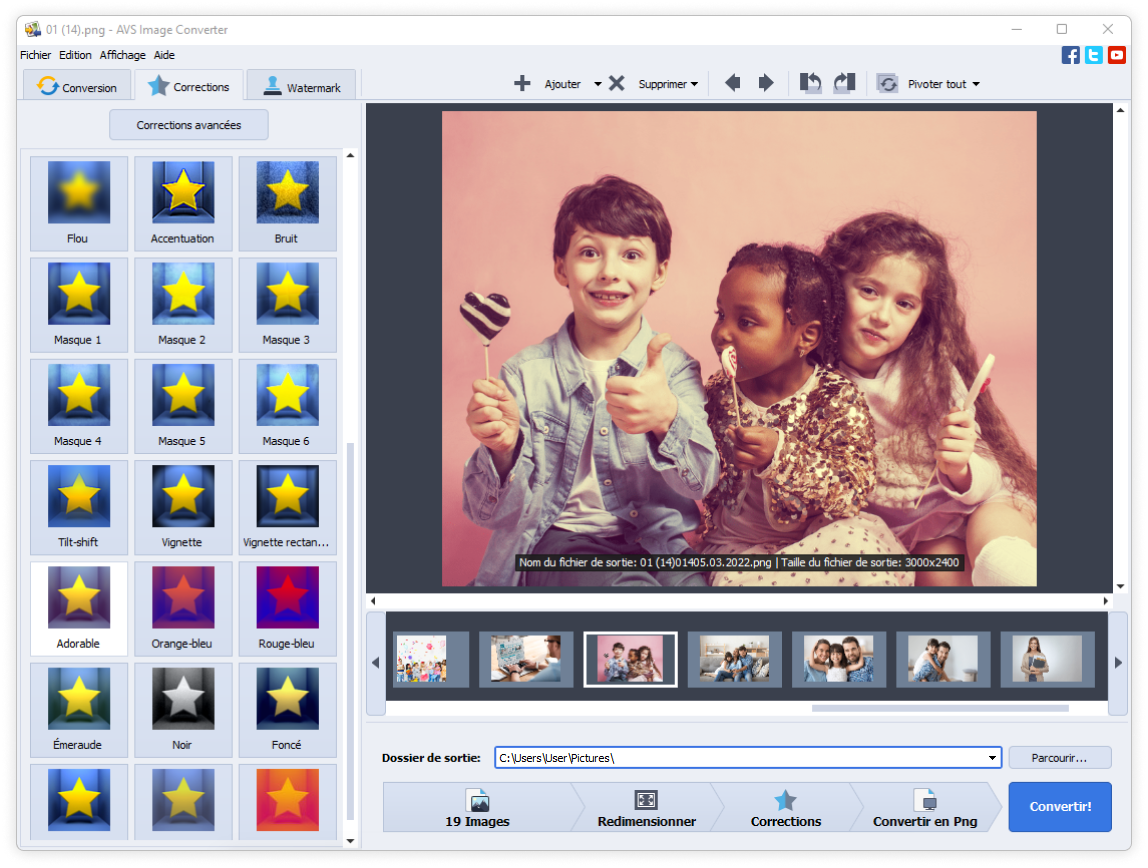 01 (14).png - AVS Image Converter
Fichier Edition Affichage Aide
Conversion Corrections Watermark
Ajouter Supprimer Pivoter tout
Corrections avancées
Flou Accentuation Bruit
Masque 1 Masque 2 Masque 3
Masque 4 Masque 5 Masque 6
Tilt-shift Vignette Vignette rectan...
Adorable Orange-bleu Rouge-bleu
Émeraude Noir Foncé
Nom du fichier de sortie: 01 (14)01405.03.2022.png | Taille du fichier de sortie: 3000x2400
Dossier de sortie: C:\Users\User\Pictures\ Parcourir...
19 Images Redimensionner Corrections Convertir en Png
Convertir!